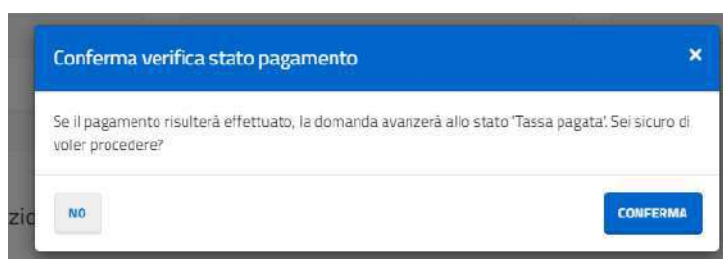 Conferma verifica stato pagamento
×
Se il pagamento risulterà effettuato, la domanda avanzerà allo stato 'Tassa pagata'. Sei sicuro di
voler procedere?
zio
NO
CONFERMA